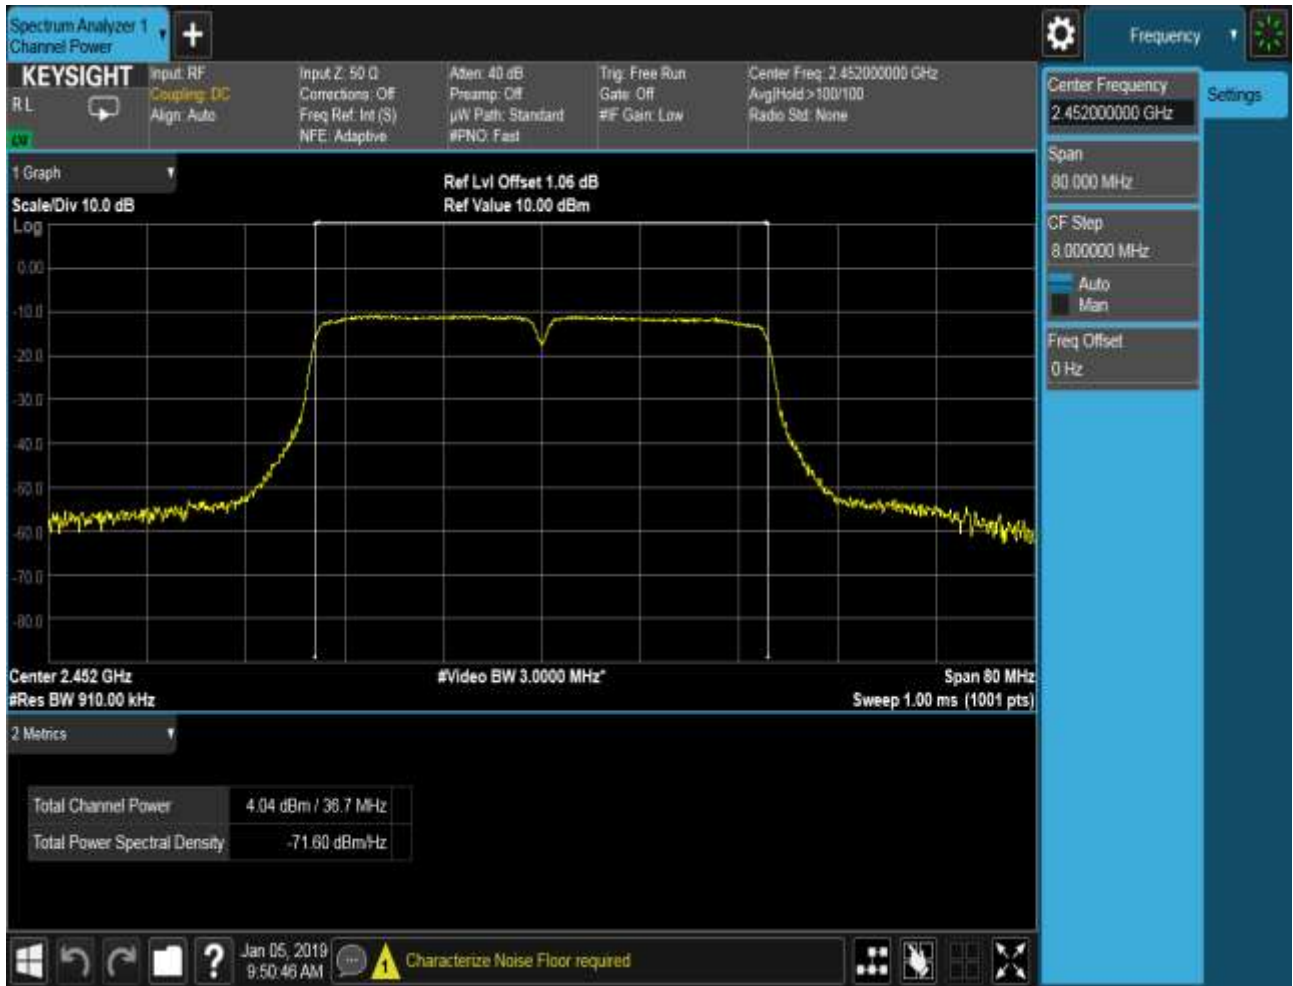 Spectrum Analyzer 1
Channel Power
Frequency
KEYSIGHT
R L
Input: RF
Coupling: DC
Align: Auto
Input Z: 50 Ω
Corrections: Off
Freq Ref: Int (S)
NFE: Adaptive
Atten: 40 dB
Preamp: Off
µW Path: Standard
#PNO: Fast
Trig: Free Run
Gate: Off
#IF Gain: Low
Center Freq: 2.452000000 GHz
Avg|Hold >100/100
Radio Std: None
Center Frequency
2.452000000 GHz
Settings
Span
80.000 MHz
CF Step
8.000000 MHz
Auto
Man
Freq Offset
0 Hz
1 Graph
Scale/Div 10.0 dB
Ref Lvl Offset 1.06 dB
Ref Value 10.00 dBm
Log
0.00
-10.0
-20.0
-30.0
-40.0
-50.0
-60.0
-70.0
-80.0
Center 2.452 GHz
#Video BW 3.0000 MHz*
Span 80 MHz
#Res BW 910.00 kHz
Sweep 1.00 ms (1001 pts)
2 Metrics
Total Channel Power 4.04 dBm / 36.7 MHz
Total Power Spectral Density -71.60 dBm/Hz
?
Jan 05, 2019
9:50:46 AM
1
Characterize Noise Floor required